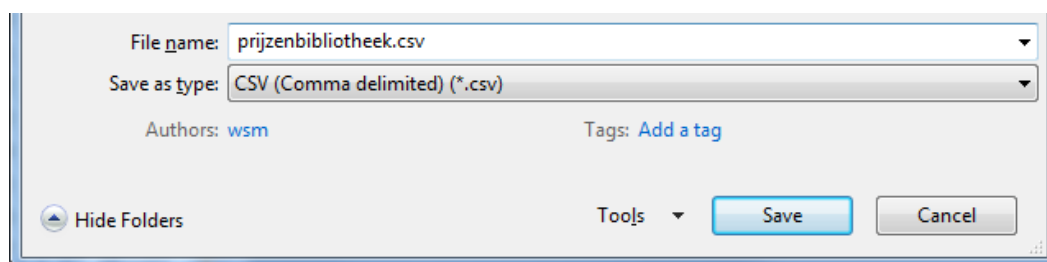 File name: prijzenbibliotheek.csv
Save as type: CSV (Comma delimited) (*.csv)
Authors: wsm Tags: Add a tag
Hide Folders Tools Save Cancel